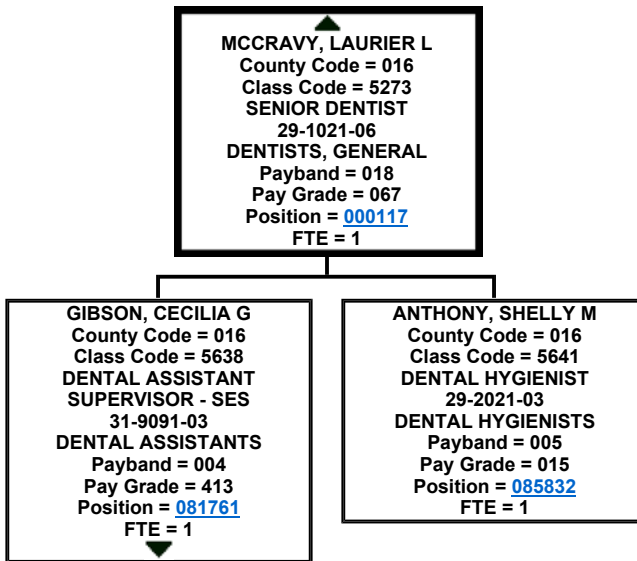 MCCRAVY, LAURIER L
County Code = 016
Class Code = 5273
SENIOR DENTIST
29-1021-06
DENTISTS, GENERAL
Payband = 018
Pay Grade = 067
Position = 000117
FTE = 1
GIBSON, CECILIA G
County Code = 016
Class Code = 5638
DENTAL ASSISTANT
SUPERVISOR - SES
31-9091-03
DENTAL ASSISTANTS
Payband = 004
Pay Grade = 413
Position = 081761
FTE = 1
ANTHONY, SHELLY M
County Code = 016
Class Code = 5641
DENTAL HYGIENIST
29-2021-03
DENTAL HYGIENISTS
Payband = 005
Pay Grade = 015
Position = 085832
FTE = 1